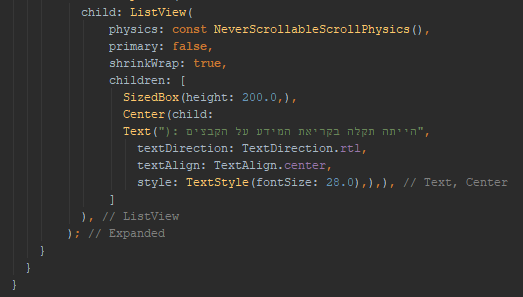 child: ListView(
physics: const NeverScrollableScrollPhysics(),
primary: false,
shrinkWrap: true,
children: [
SizedBox(height: 200.0,),
Center(child:
Text("): הייתה תקלה בקריאת המידע על הקבצים",
textDirection: TextDirection.rtl,
textAlign: TextAlign.center,
style: TextStyle(fontSize: 28.0),),), // Text, Center
]
), // ListView
); // Expanded
}
}
}